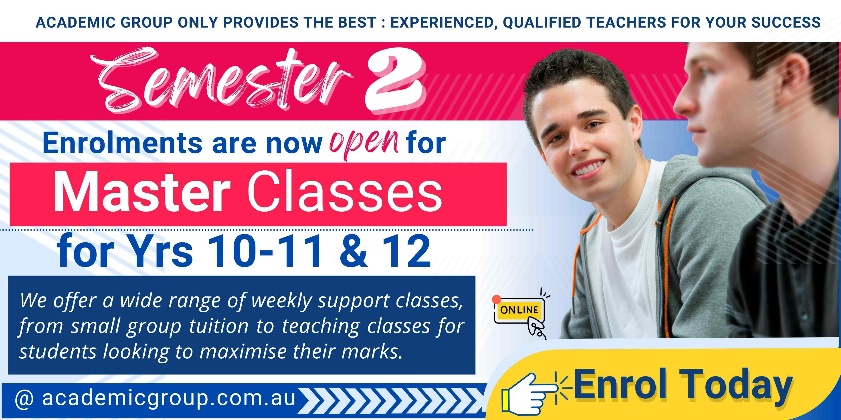 ACADEMIC GROUP ONLY PROVIDES THE BEST : EXPERIENCED, QUALIFIED TEACHERS FOR YOUR SUCCESS
Semester 2
Enrolments are now open for
Master Classes
for Yrs 10-11 & 12
We offer a wide range of weekly support classes,
from small group tuition to teaching classes for
students looking to maximise their marks.
ONLINE
@ academicgroup.com.au
Enrol Today